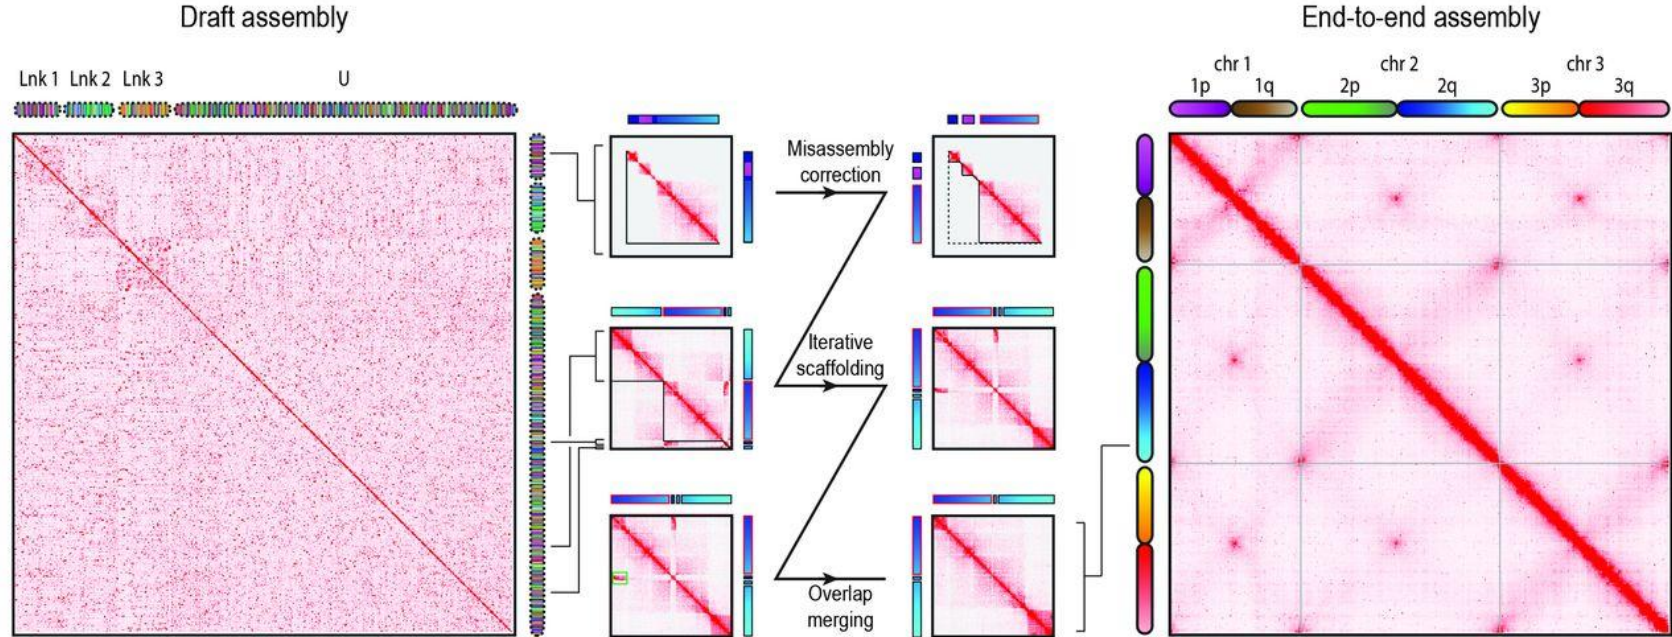 Draft assembly
End-to-end assembly
Lnk 1 Lnk 2 Lnk 3 U
chr 1 chr 2 chr 3
1p 1q 2p 2q 3p 3q
Misassembly
correction
Iterative
scaffolding
Overlap
merging